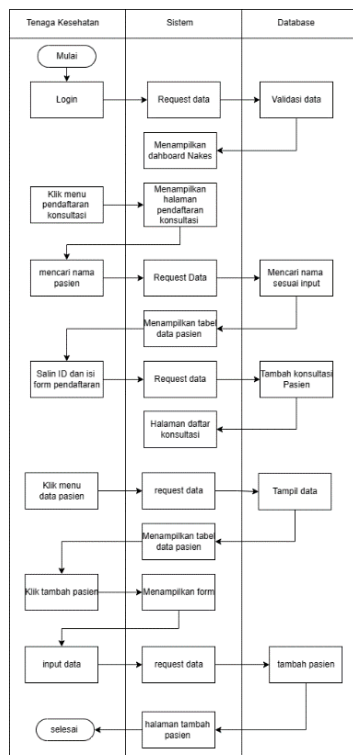 Tenaga Kesehatan
Sistem
Database
Mulai
Login
Request data
Validasi data
Menampilkan
dahboard Nakes
Klik menu
pendaftaran
konsultasi
Menampilkan
halaman
pendaftaran
konsultasi
mencari nama
pasien
Request Data
Mencari nama
sesuai input
Menampilkan tabel
data pasien
Salin ID dan isi
form pendaftaran
Request data
Tambah konsultasi
Pasien
Halaman daftar
konsultasi
Klik menu
data pasien
request data
Tampil data
Menampilkan tabel
data pasien
Klik tambah pasien
Menampilkan form
input data
request data
tambah pasien
halaman tambah
pasien
selesai